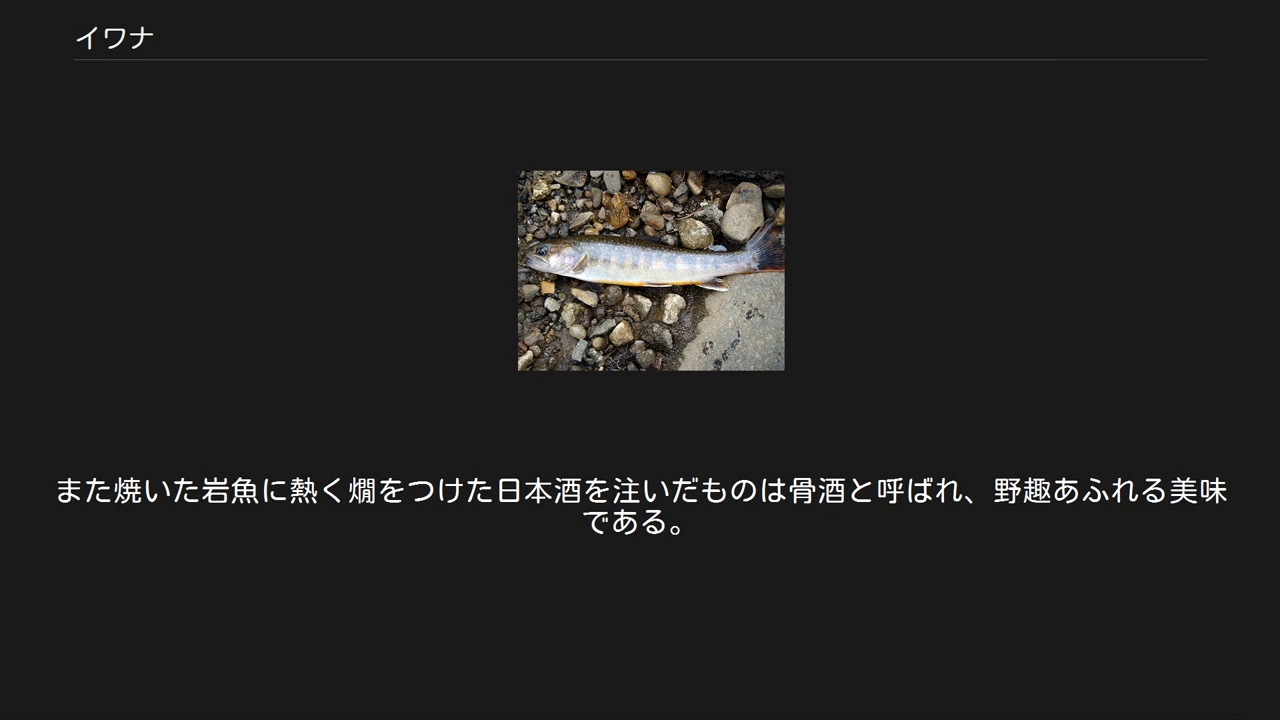 イワナ
また焼いた岩魚に熱く燗をつけた日本酒を注いだものは骨酒と呼ばれ、野趣あふれる美味
である。